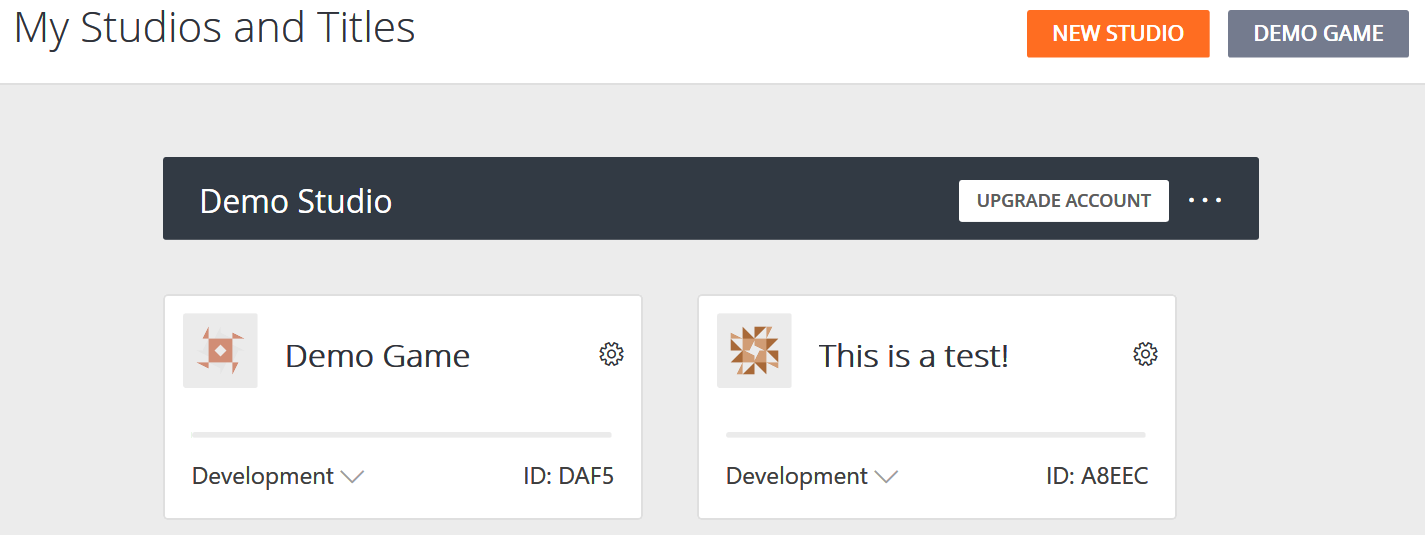 My Studios and Titles
NEW STUDIO
DEMO GAME
Demo Studio
UPGRADE ACCOUNT
Demo Game
This is a test!
Development
ID: DAF5
Development
ID: A8EEC